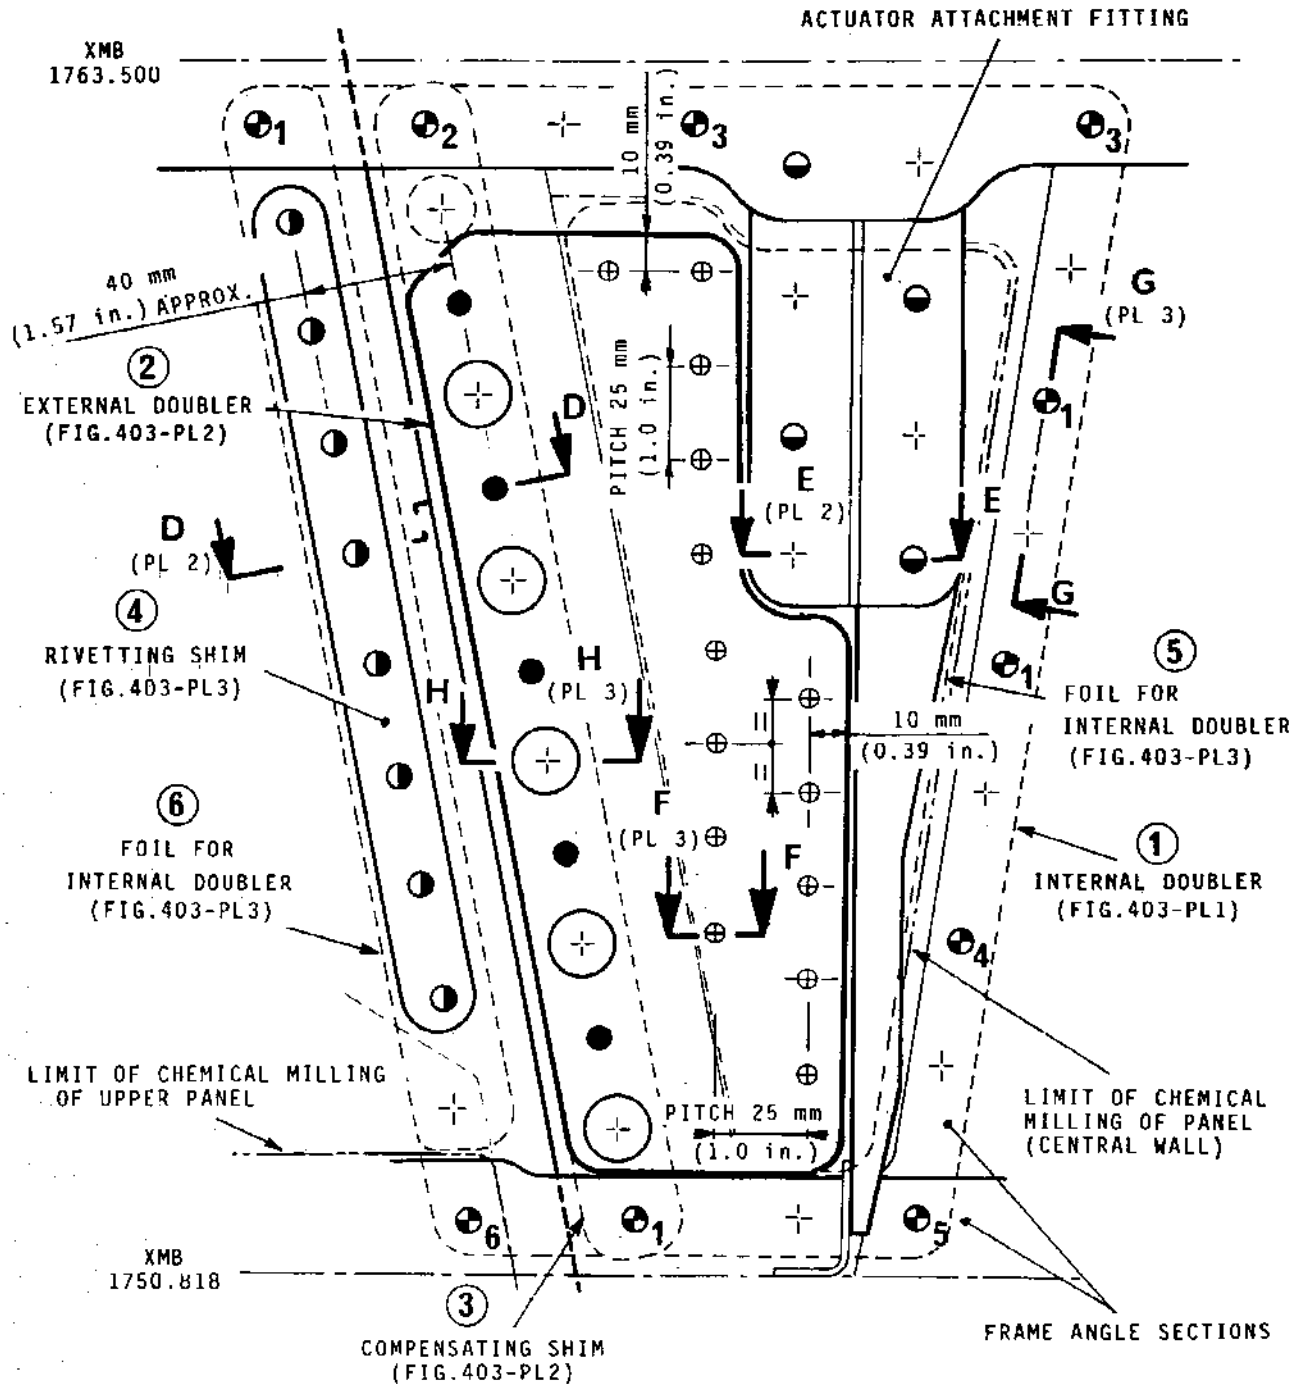 ACTUATOR ATTACHMENT FITTING
XMB
1763.500
1
2
3
3
10 mm
(0.39 in.)
40 mm
(1.57 in.) APPROX.
G
(PL 3)
2
EXTERNAL DOUBLER
(FIG.403-PL2)
PITCH 25 mm
(1.0 in.)
D
1
E
(PL 2)
E
D
(PL 2)
G
4
RIVETTING SHIM
(FIG.403-PL3)
H
H
(PL 3)
1
5
FOIL FOR
INTERNAL DOUBLER
(FIG.403-PL3)
10 mm
(0.39 in.)
=
=
6
FOIL FOR
INTERNAL DOUBLER
(FIG.403-PL3)
F
(PL 3)
F
1
INTERNAL DOUBLER
(FIG.403-PL1)
4
LIMIT OF CHEMICAL MILLING
OF UPPER PANEL
PITCH 25 mm
(1.0 in.)
LIMIT OF CHEMICAL
MILLING OF PANEL
(CENTRAL WALL)
6
1
5
XMB
1750.818
3
COMPENSATING SHIM
(FIG.403-PL2)
FRAME ANGLE SECTIONS